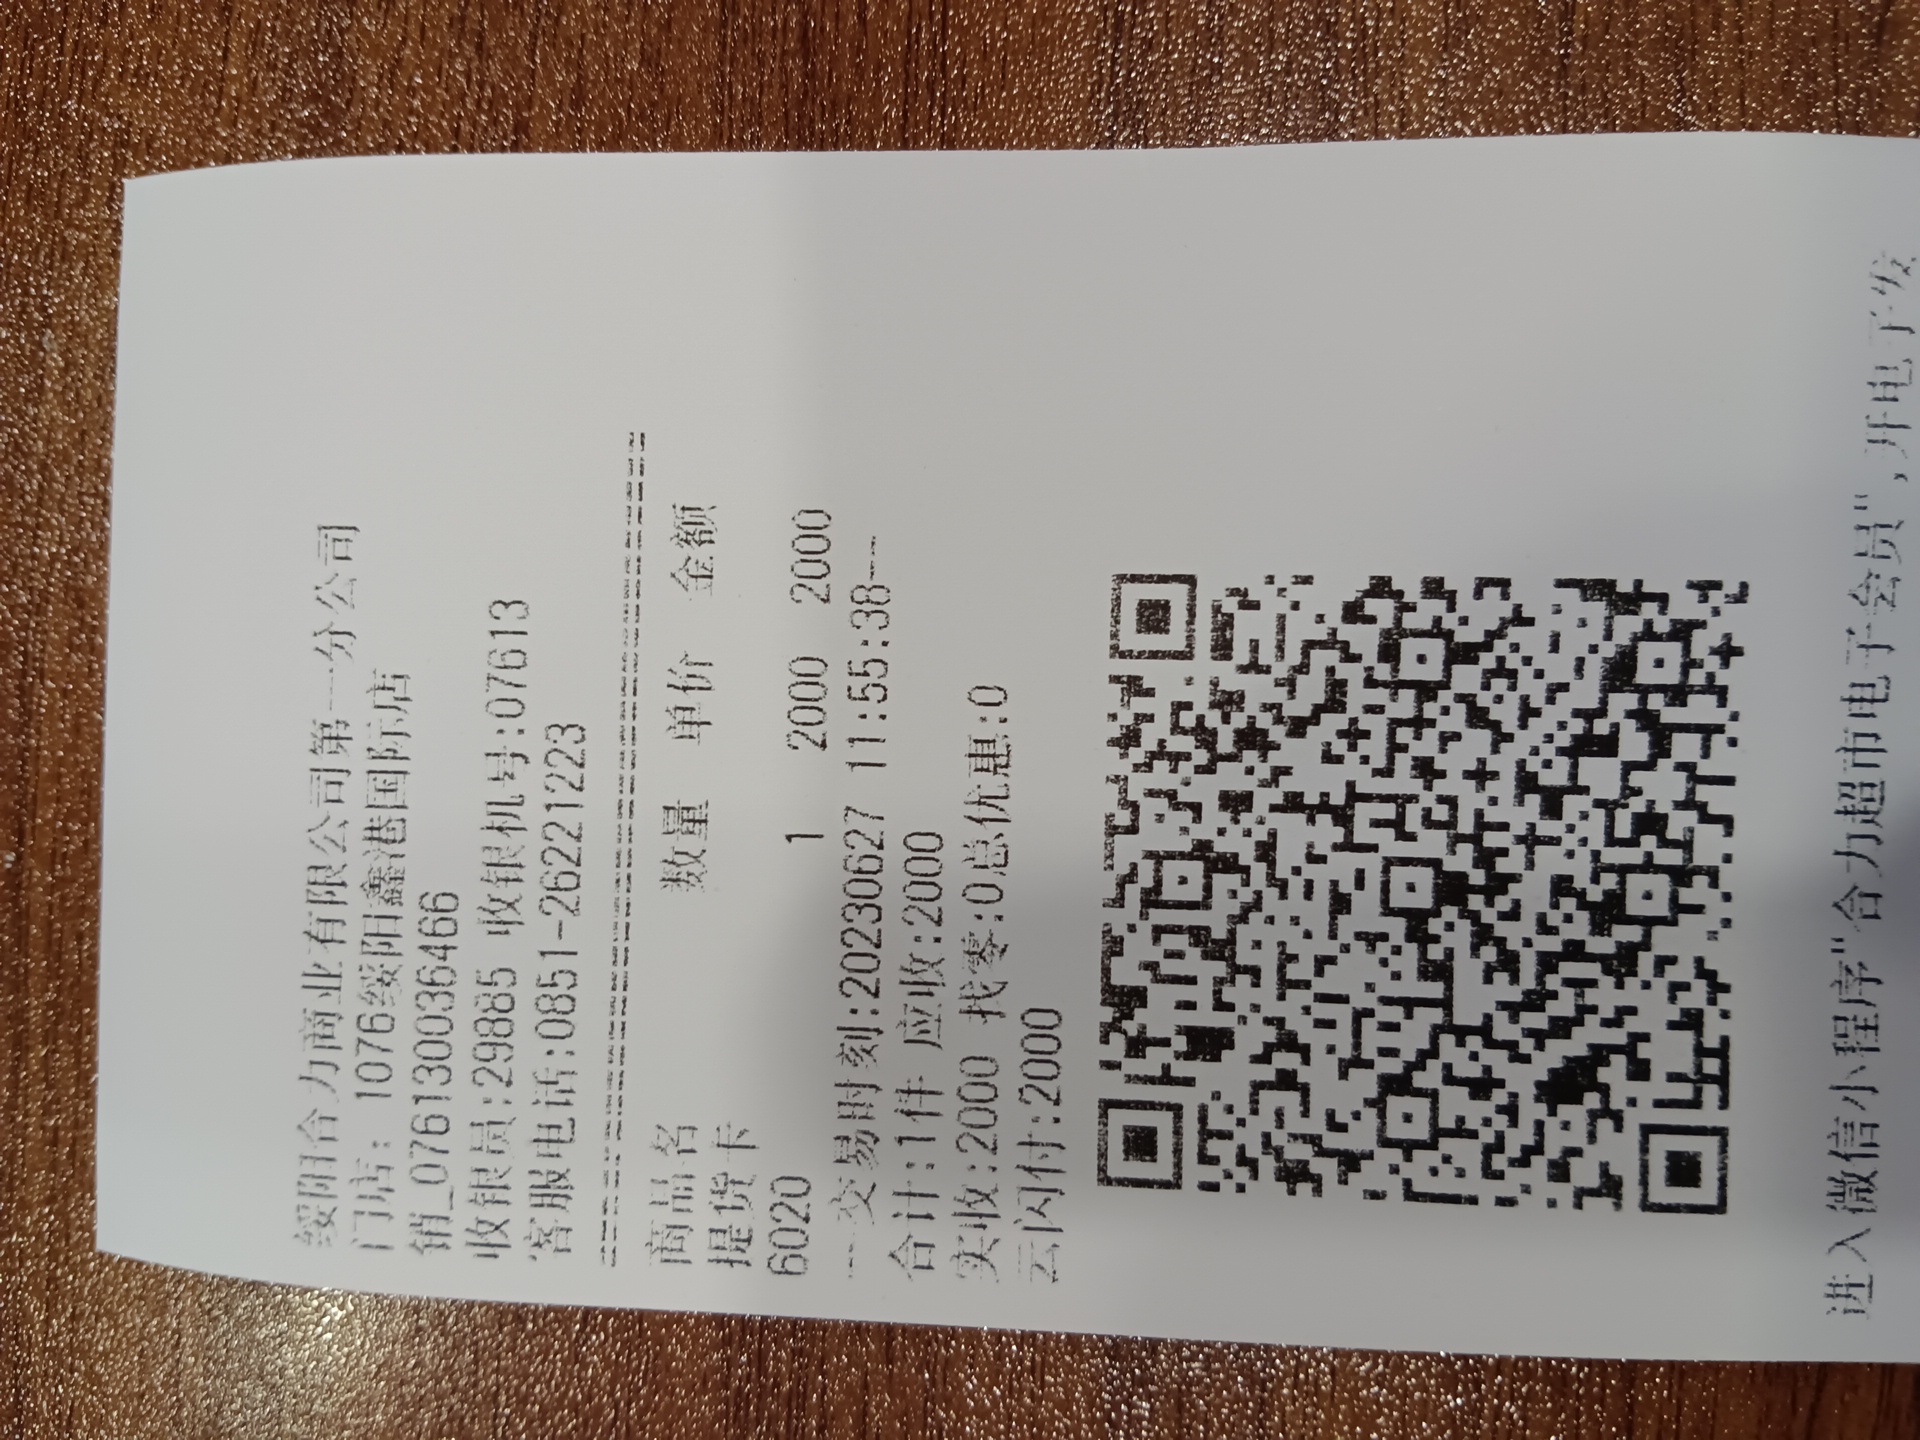 绥阳合力商业有限公司第一分公司
门店: 1076绥阳鑫港国际店
销_0761300036466
收银员:29885 收银机号:07613
客服电话:0851-26221223
商品名 数量 单价 金额
提货卡
6020 1 2000 2000
--交易时刻:20230627 11:55:38--
合计:1件 应收:2000
实收:2000 找零:0总优惠:0
云闪付:2000
进入微信小程序"合力超市电子会员",开电子发